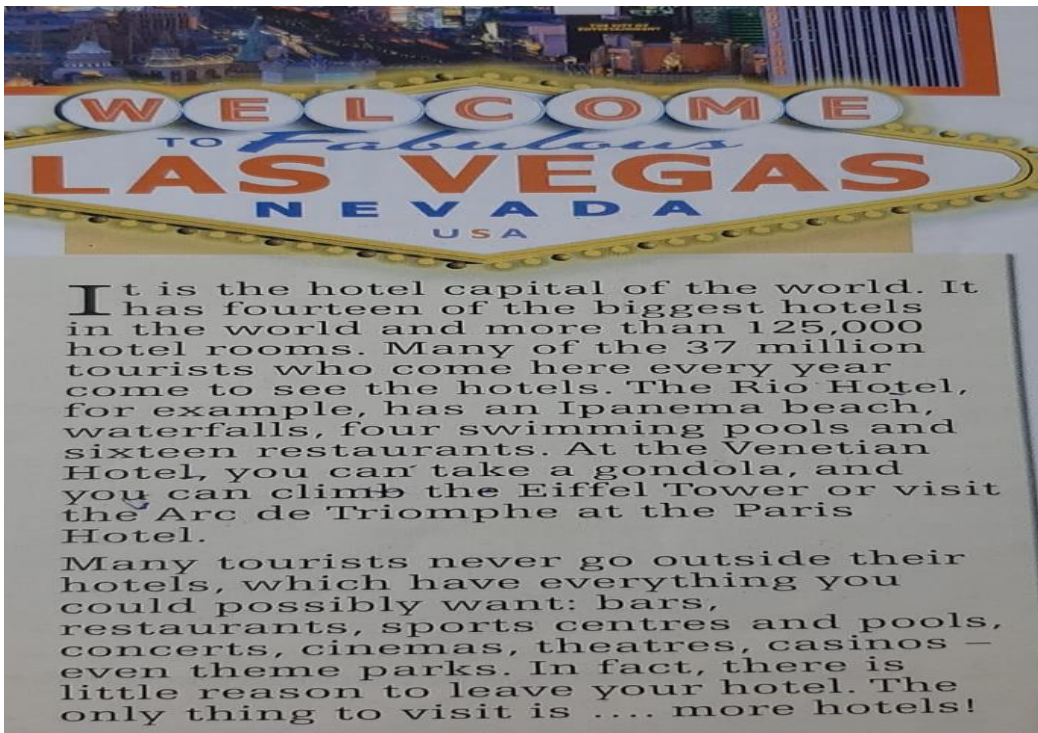 THE CITY OF
ENTERTAINMENT
WELCOME
TO Fabulous
LAS VEGAS
NEVADA
USA
It is the hotel capital of the world. It
has fourteen of the biggest hotels
in the world and more than 125,000
hotel rooms. Many of the 37 million
tourists who come here every year
come to see the hotels. The Rio Hotel,
for example, has an Ipanema beach,
waterfalls, four swimming pools and
sixteen restaurants. At the Venetian
Hotel, you can take a gondola, and
you can climb the Eiffel Tower or visit
the Arc de Triomphe at the Paris
Hotel.
Many tourists never go outside their
hotels, which have everything you
could possibly want: bars,
restaurants, sports centres and pools,
concerts, cinemas, theatres, casinos –
even theme parks. In fact, there is
little reason to leave your hotel. The
only thing to visit is .... more hotels!